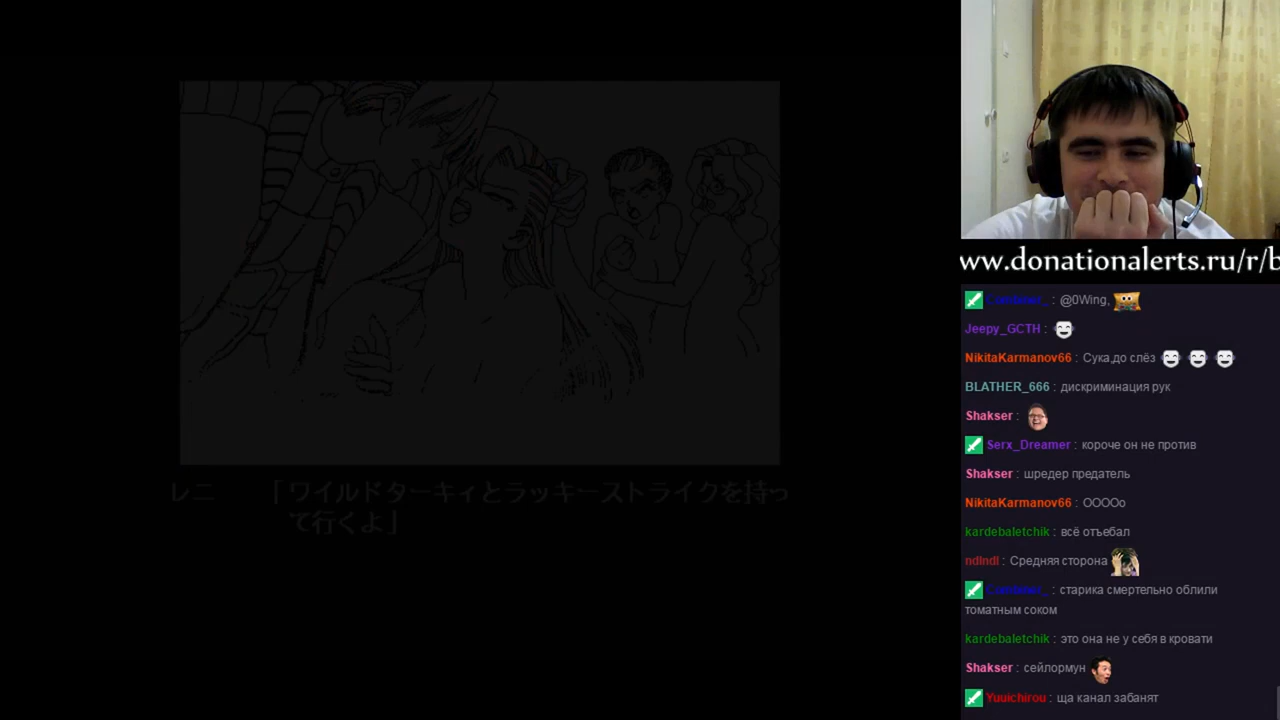 レニ 「ワイルドターキィとラッキーストライクを持っ
て行くよ」
ww.donationalerts.ru/r/b
@0Wing,
Jeepy_GCTH :
NikitaKarmanov66 : Сука,до слёз
BLATHER_666 : дискриминация рук
Shakser :
Serx_Dreamer : короче он не против
Shakser : шредер предатель
NikitaKarmanov66 : ООООо
kardebaletchik : всё отъебал
ndIndI : Средняя сторона
: старика смертельно облили
томатным соком
kardebaletchik : это она не у себя в кровати
Shakser : сейлормун
Yuuichirou : ща канал забанят